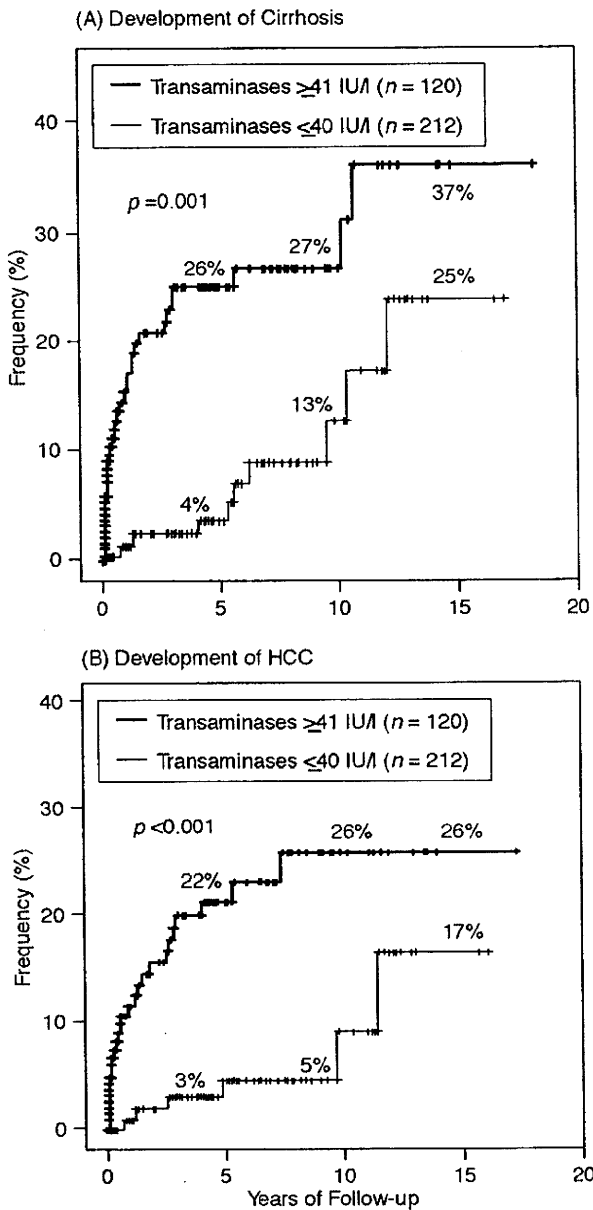 (A) Development of Cirrhosis
Transaminases ≥41 IU/l (n = 120)
Transaminases ≤40 IU/l (n = 212)
p =0.001
Frequency (%)
40
30
20
10
0
26%
27%
37%
4%
13%
25%
0 5 10 15 20
(B) Development of HCC
Transaminases ≥41 IU/l (n = 120)
Transaminases ≤40 IU/l (n = 212)
p <0.001
Frequency (%)
40
30
20
10
0
22%
26%
26%
3%
5%
17%
0 5 10 15 20
Years of Follow-up